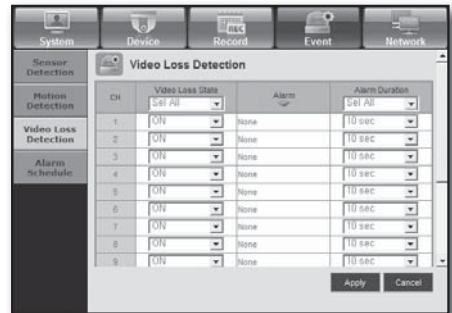 System Device Record Event Network
REC
Sensor Detection
Motion Detection
Video Loss Detection
Alarm Schedule
Video Loss Detection
CH Video Loss State Alarm Alarm Duration
Sel All Sel All
1 ON None 10 sec
2 ON None 10 sec
3 ON None 10 sec
4 ON None 10 sec
5 ON None 10 sec
6 ON None 10 sec
7 ON None 10 sec
8 ON None 10 sec
9 ON None 10 sec
Apply Cancel